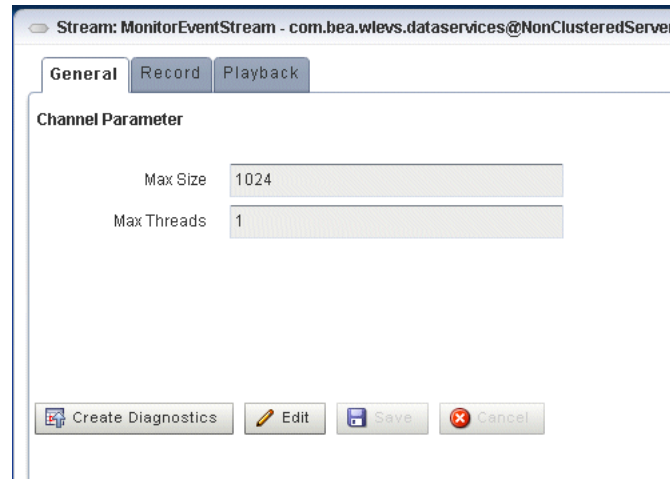 Stream: MonitorEventStream - com.bea.wlevs.dataservices@NonClusteredServer
General Record Playback
Channel Parameter
Max Size 1024
Max Threads 1
Create Diagnostics Edit Save Cancel